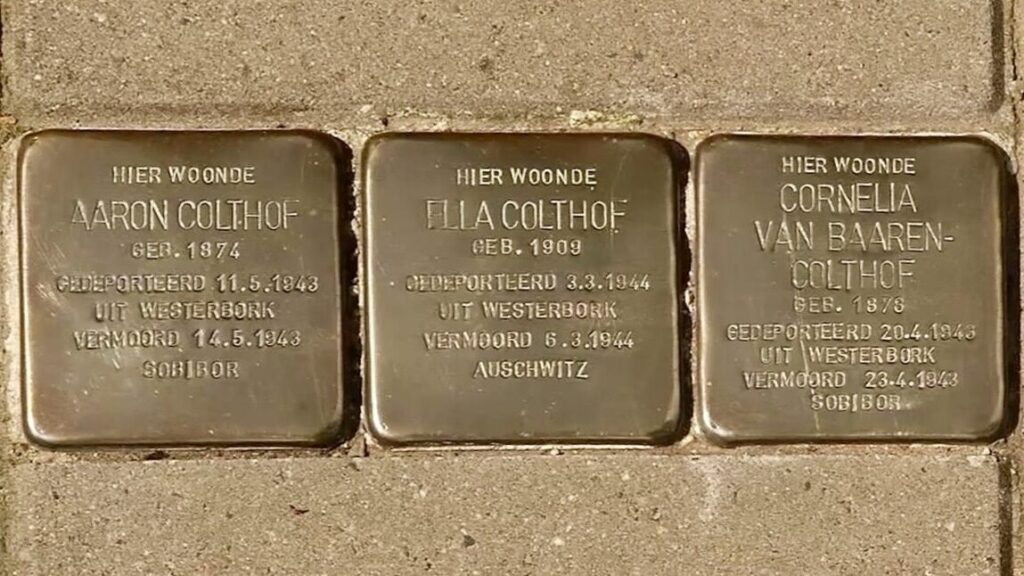 HIER WOONDE
AARON COLTHOF
GEB. 1874
GEDEPORTEERD 11.5.1943
UIT WESTERBORK
VERMOORD 14.5.1943
SOBIBOR
HIER WOONDE
ELLA COLTHOF
GEB. 1909
GEDEPORTEERD 3.3.1944
UIT WESTERBORK
VERMOORD 6.3.1944
AUSCHWITZ
HIER WOONDE
CORNELIA
VAN BAAREN-
COLTHOF
GEB. 1878
GEDEPORTEERD 20.4.1943
UIT WESTERBORK
VERMOORD 23.4.1943
SOBIBOR